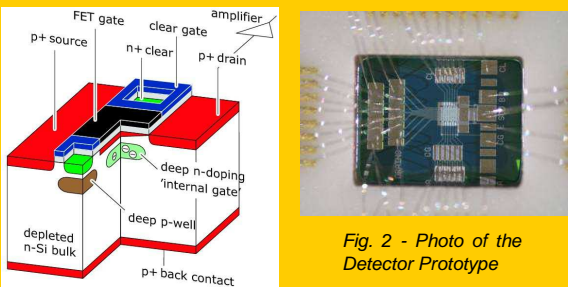 amplifier
FET gate
clear gate
p+ source
n+ clear
p+ drain
deep n-doping
'internal gate'
deep p-well
depleted
n-Si bulk
p+ back contact
Fig. 2 - Photo of the
Detector Prototype